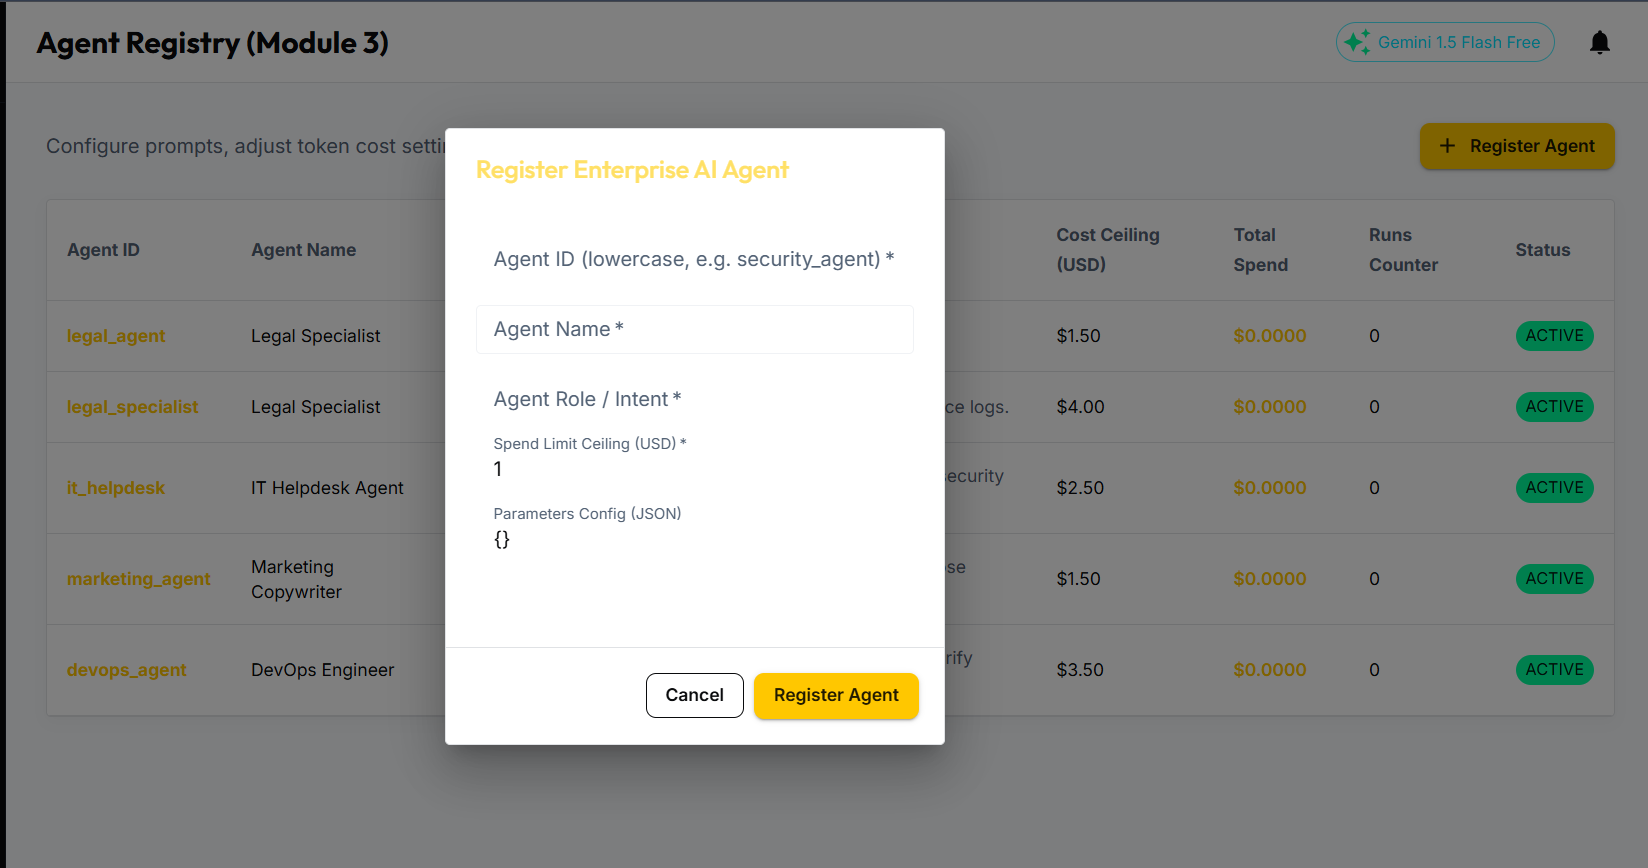 Agent Registry (Module 3)
Gemini 1.5 Flash Free
Configure prompts, adjust token cost
Register Agent
Agent ID
Agent Name
Cost Ceiling
(USD)
Total
Spend
Runs
Counter
Status
legal_agent
Legal Specialist
$1.50
$0.0000
0
ACTIVE
legal_specialist
Legal Specialist
logs.
$4.00
$0.0000
0
ACTIVE
it_helpdesk
IT Helpdesk Agent
$2.50
$0.0000
0
ACTIVE
marketing_agent
Marketing
Copywriter
$1.50
$0.0000
0
ACTIVE
devops_agent
DevOps Engineer
$3.50
$0.0000
0
ACTIVE
Register Enterprise AI Agent
Agent ID (lowercase, e.g. security_agent) *
Agent Name *
Agent Role / Intent *
Spend Limit Ceiling (USD) *
1
Parameters Config (JSON)
{}
Cancel
Register Agent